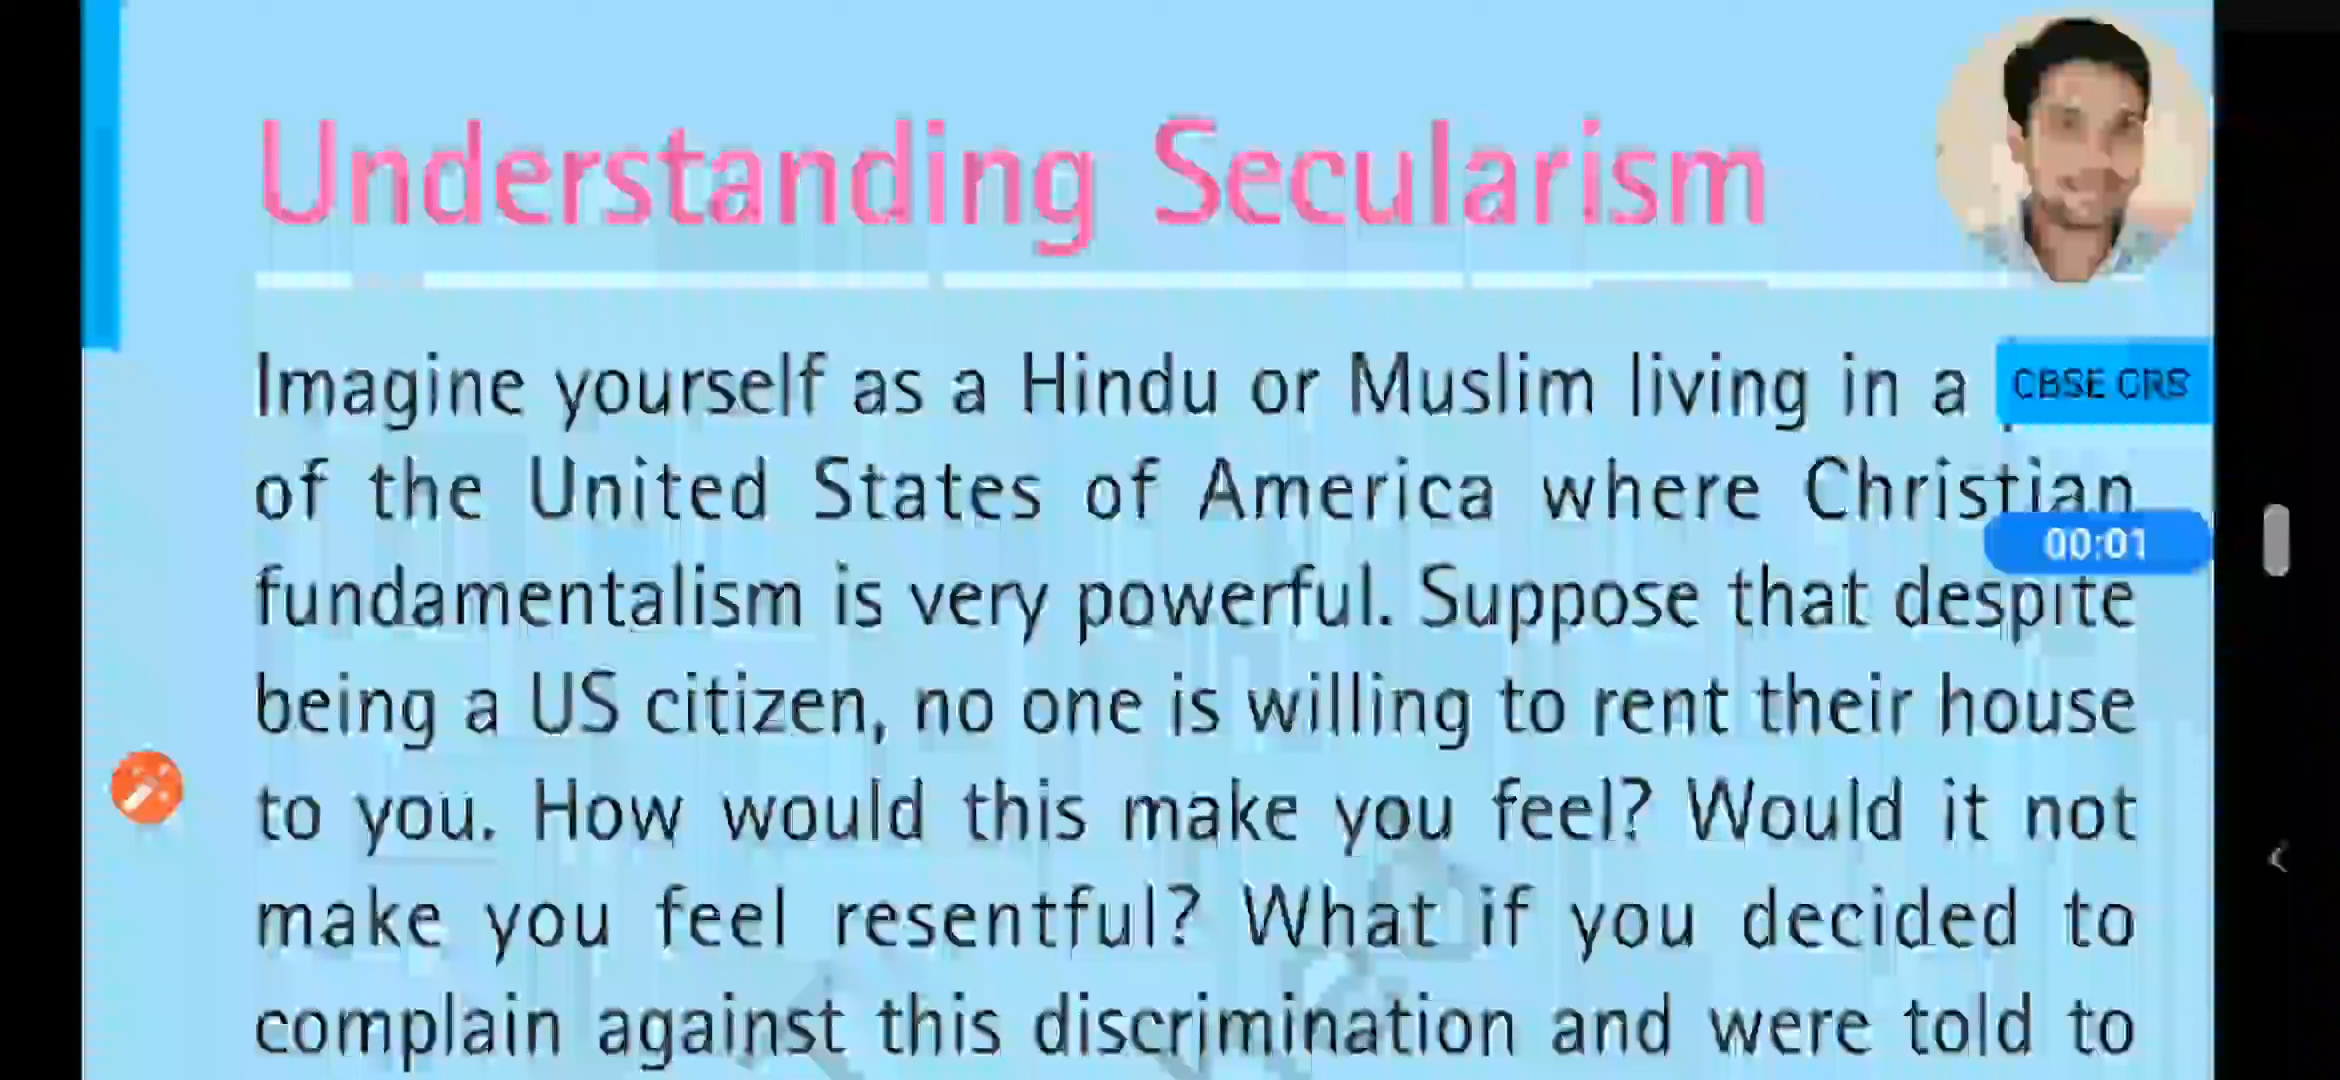 Understanding Secularism
Imagine yourself as a Hindu or Muslim living in a
CBSE GRS
of the United States of America where Christian
00:01
fundamentalism is very powerful. Suppose that despite
being a US citizen, no one is willing to rent their house
to you. How would this make you feel? Would it not
make you feel resentful? What if you decided to
complain against this discrimination and were told to